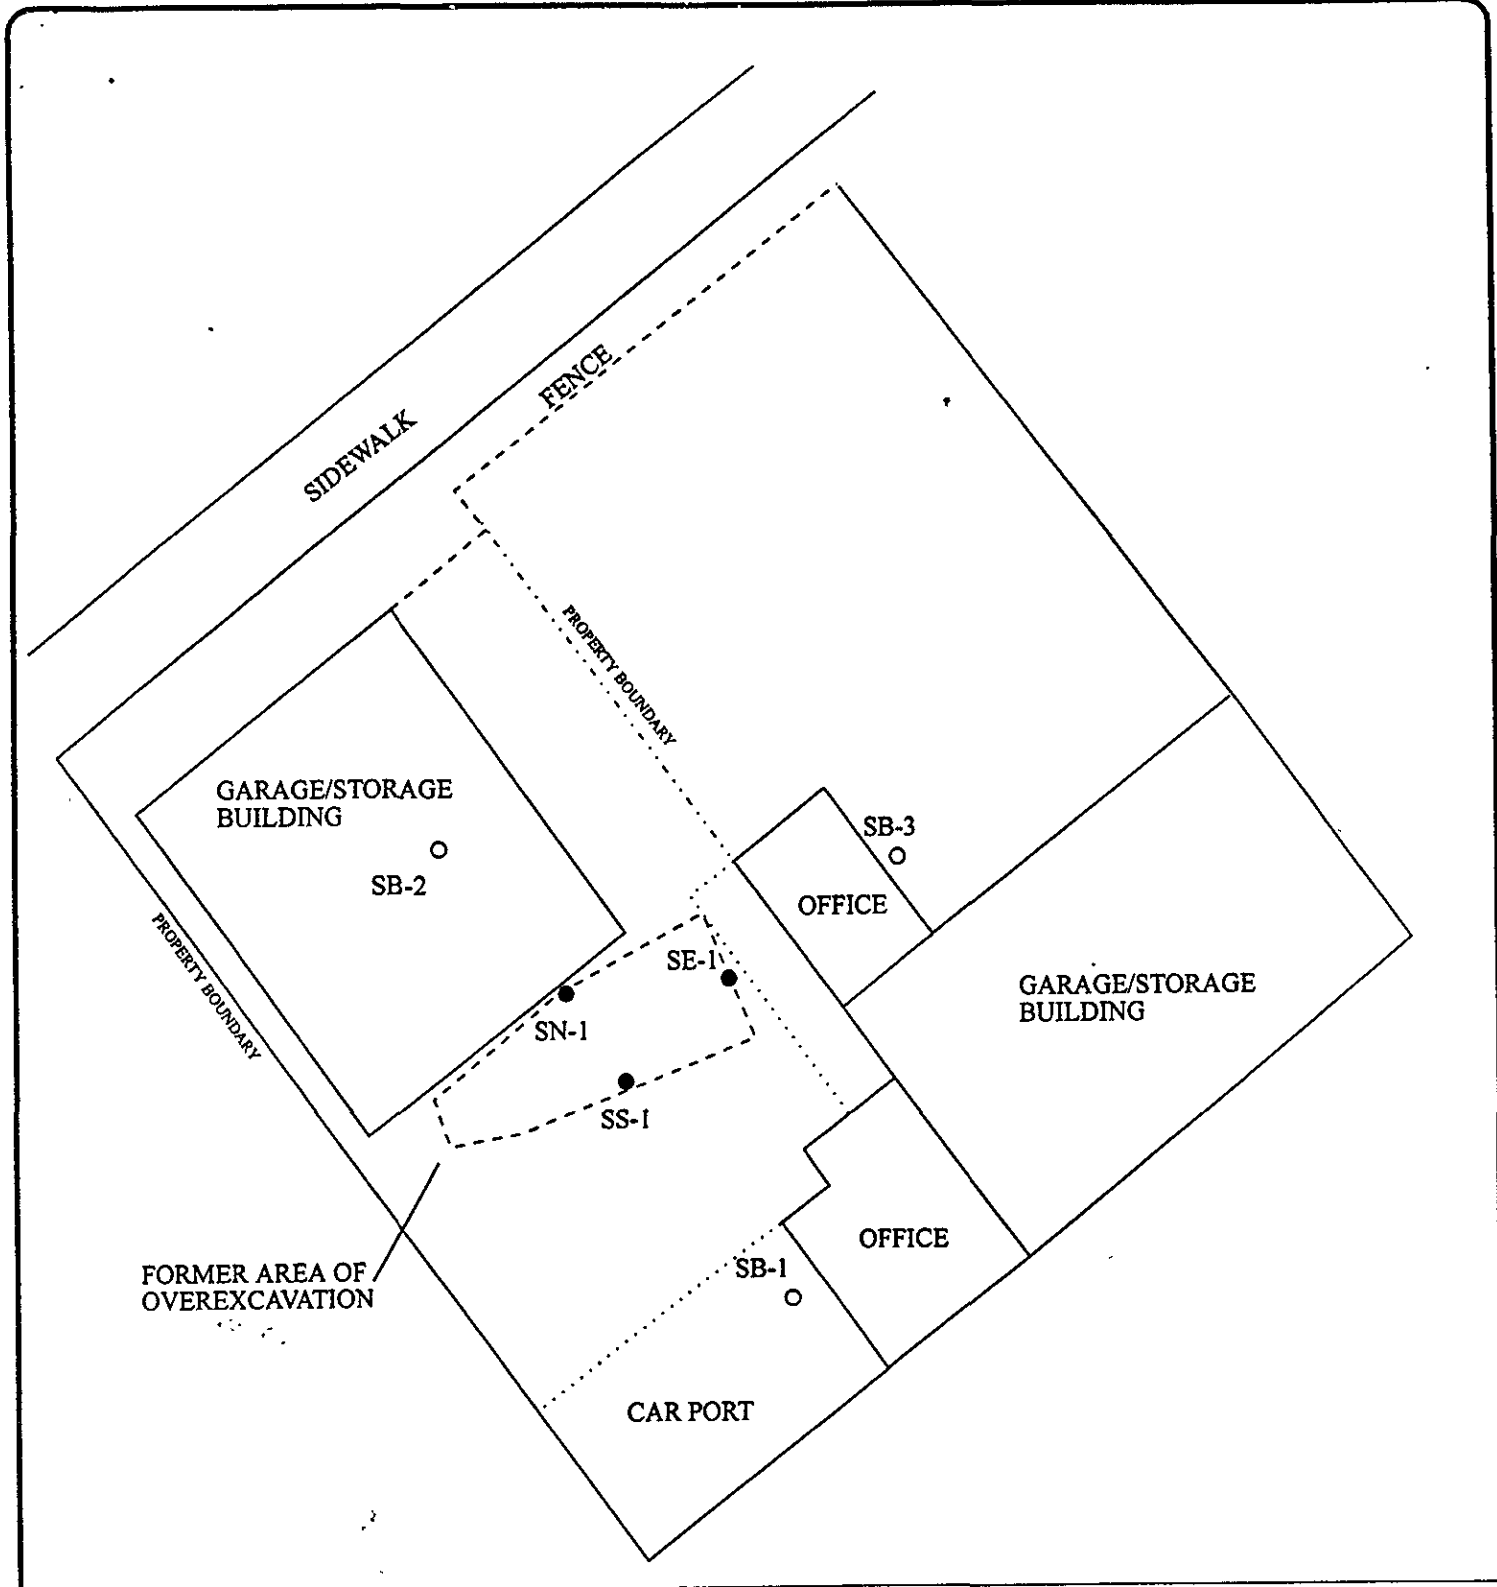 SIDEWALK
FENCE
PROPERTY BOUNDARY
GARAGE/STORAGE
BUILDING
SB-2
SB-3
OFFICE
PROPERTY BOUNDARY
SE-1
SN-1
GARAGE/STORAGE
BUILDING
SS-1
OFFICE
SB-1
FORMER AREA OF
OVEREXCAVATION
CAR PORT